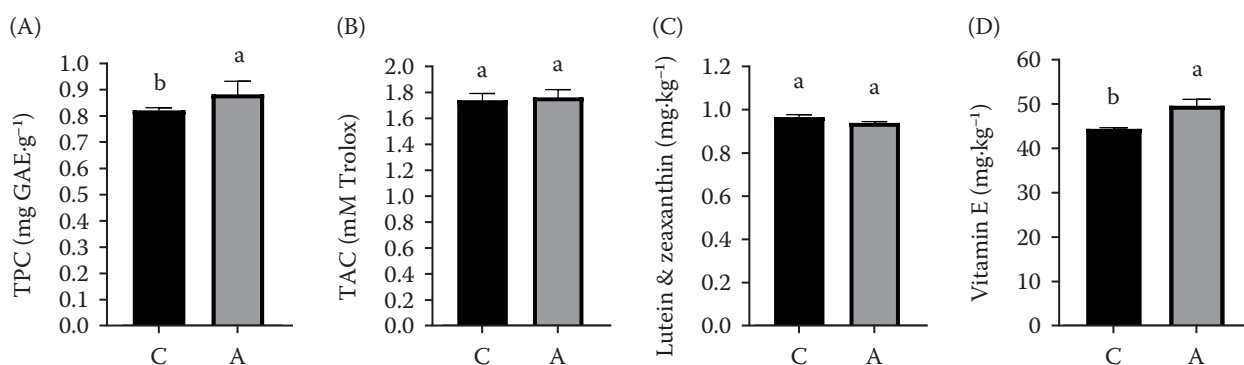 (A)
TPC (mg GAE·g⁻¹)
1.0
0.9
0.8
0.7
0.6
0.5
0.4
0.3
0.2
0.1
0.0
b
a
C A
(B)
TAC (mM Trolox)
2.0
1.8
1.6
1.4
1.2
1.0
0.8
0.6
0.4
0.2
0.0
a a
C A
(C)
Lutein & zeaxanthin (mg·kg⁻¹)
1.2
1.0
0.8
0.6
0.4
0.2
0.0
a a
C A
(D)
Vitamin E (mg·kg⁻¹)
60
50
40
30
20
10
0
b
a
C A